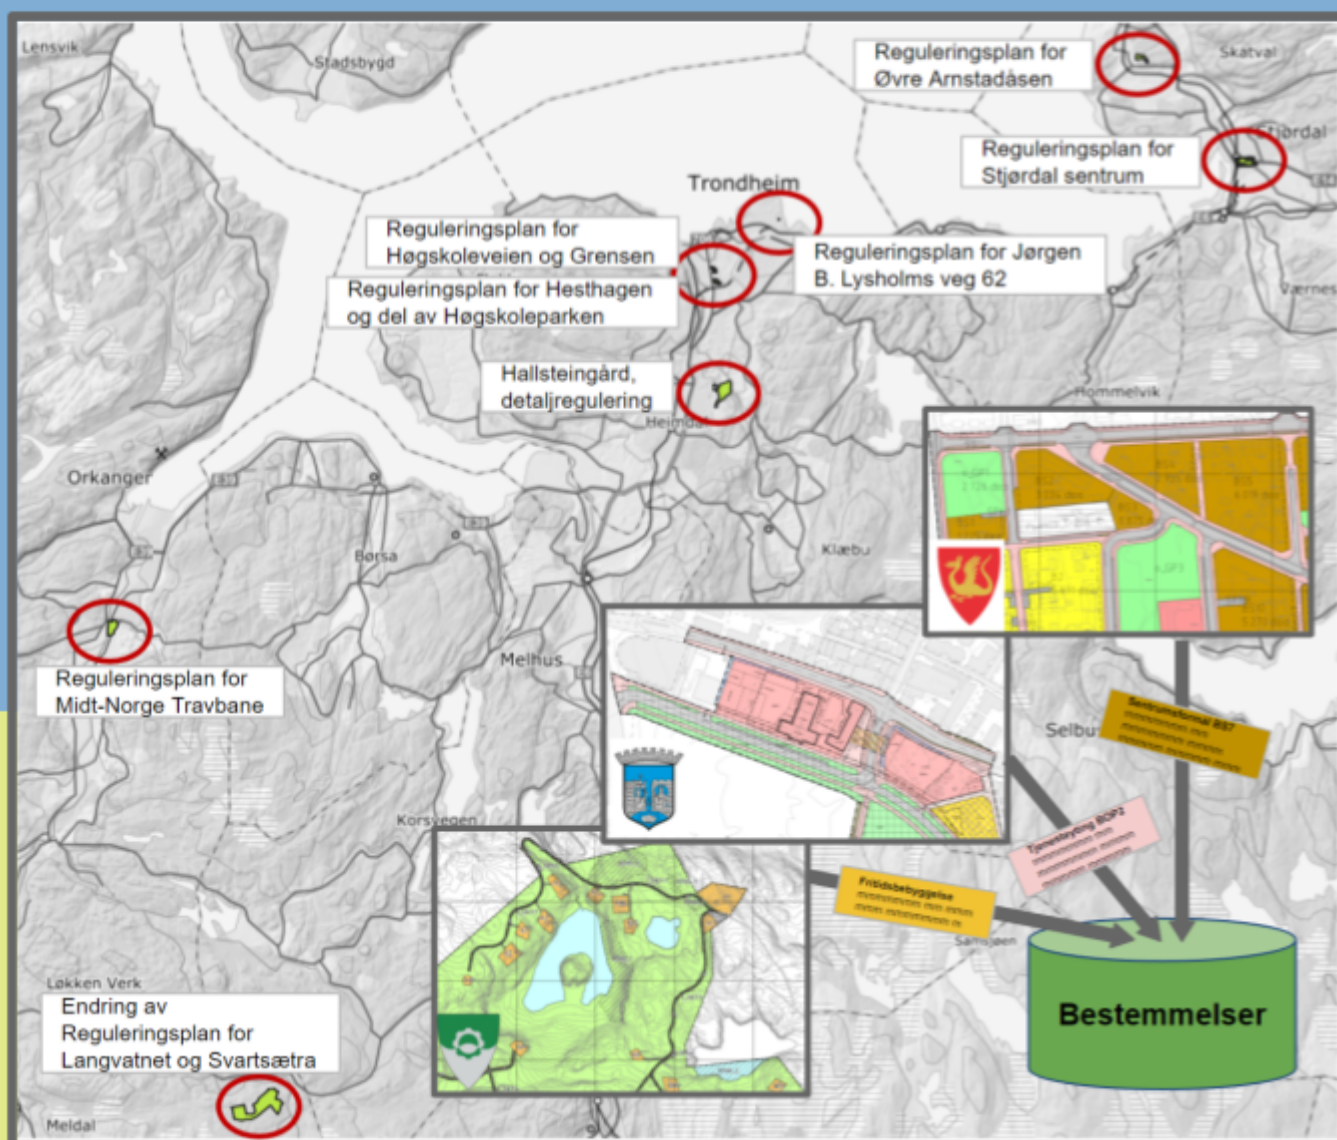 Lensvik
Stadsbygd
Reguleringsplan for
Øvre Arnstadåsen
Skatval
Stjørdal
Reguleringsplan for
Stjørdal sentrum
Trondheim
Reguleringsplan for
Høgskoleveien og Grensen
Reguleringsplan for Jørgen
B. Lysholms veg 62
Reguleringsplan for Hesthagen
og del av Høgskoleparken
Værnes
Hallsteingård,
detaljregulering
Hommelvik
Heimdal
Orkanger
Børsa
Klæbu
Melhus
Reguleringsplan for
Midt-Norge Travbane
Sentrumsformål BS7
Korsvegen
Tjenesteyting BOP2
Fritidsbebyggelse
Samsjøen
Løkken Verk
Endring av
Reguleringsplan for
Langvatnet og Svartsætra
Bestemmelser
Meldal